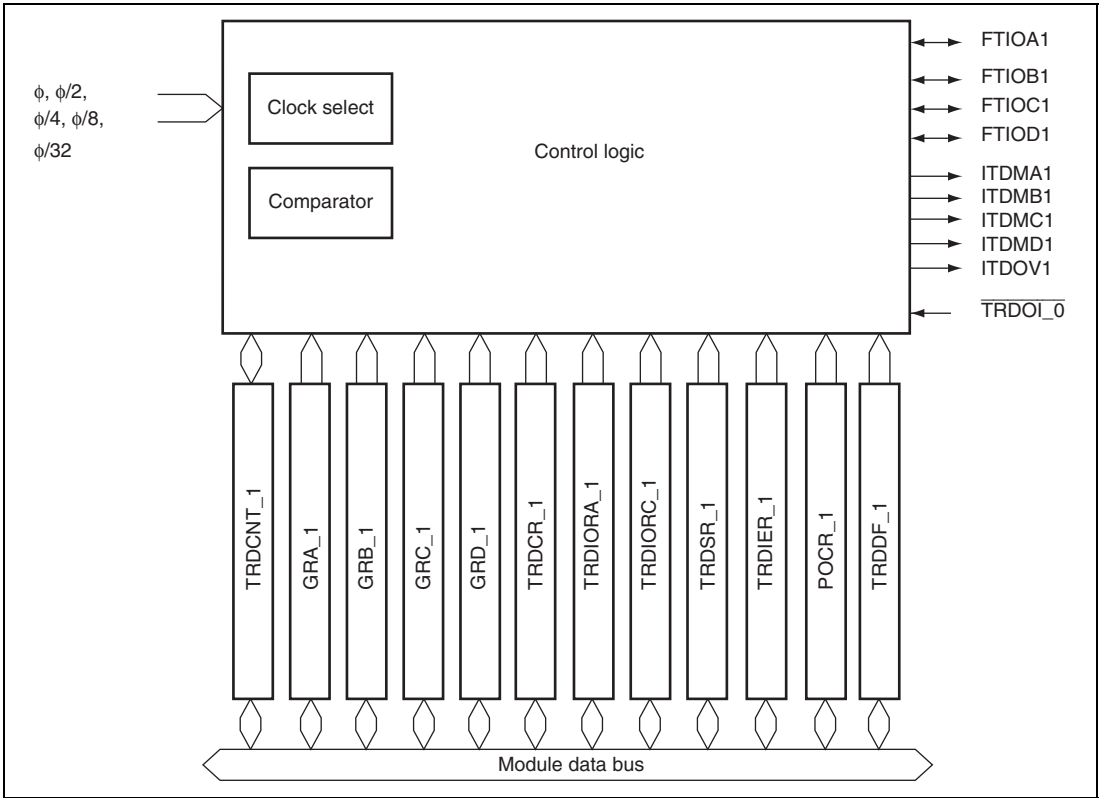 ϕ, ϕ/2,
ϕ/4, ϕ/8,
ϕ/32
Clock select
Comparator
Control logic
FTIOA1
FTIOB1
FTIOC1
FTIOD1
ITDMA1
ITDMB1
ITDMC1
ITDMD1
ITDOV1
TRDOI_0
TRDCNT_1
GRA_1
GRB_1
GRC_1
GRD_1
TRDCR_1
TRDIORA_1
TRDIORC_1
TRDSR_1
TRDIER_1
POCR_1
TRDDF_1
Module data bus